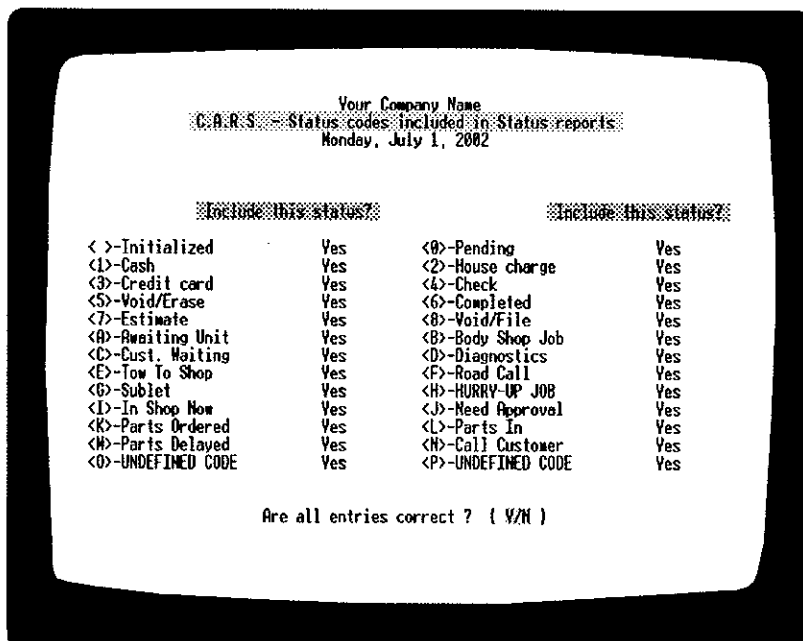 Your Company Name
C.A.R.S. - Status codes included in Status reports
Monday, July 1, 2002
Include this status? Include this status?
< >-Initialized Yes <0>-Pending Yes
<1>-Cash Yes <2>-House charge Yes
<3>-Credit card Yes <4>-Check Yes
<5>-Void/Erase Yes <6>-Completed Yes
<7>-Estimate Yes <8>-Void/File Yes
<A>-Awaiting Unit Yes <B>-Body Shop Job Yes
<C>-Cust. Waiting Yes <D>-Diagnostics Yes
<E>-Tow To Shop Yes <F>-Road Call Yes
<G>-Sublet Yes <H>-HURRY-UP JOB Yes
<I>-In Shop Now Yes <J>-Need Approval Yes
<K>-Parts Ordered Yes <L>-Parts In Yes
<M>-Parts Delayed Yes <N>-Call Customer Yes
<O>-UNDEFINED CODE Yes <P>-UNDEFINED CODE Yes
Are all entries correct ? ( Y/N )